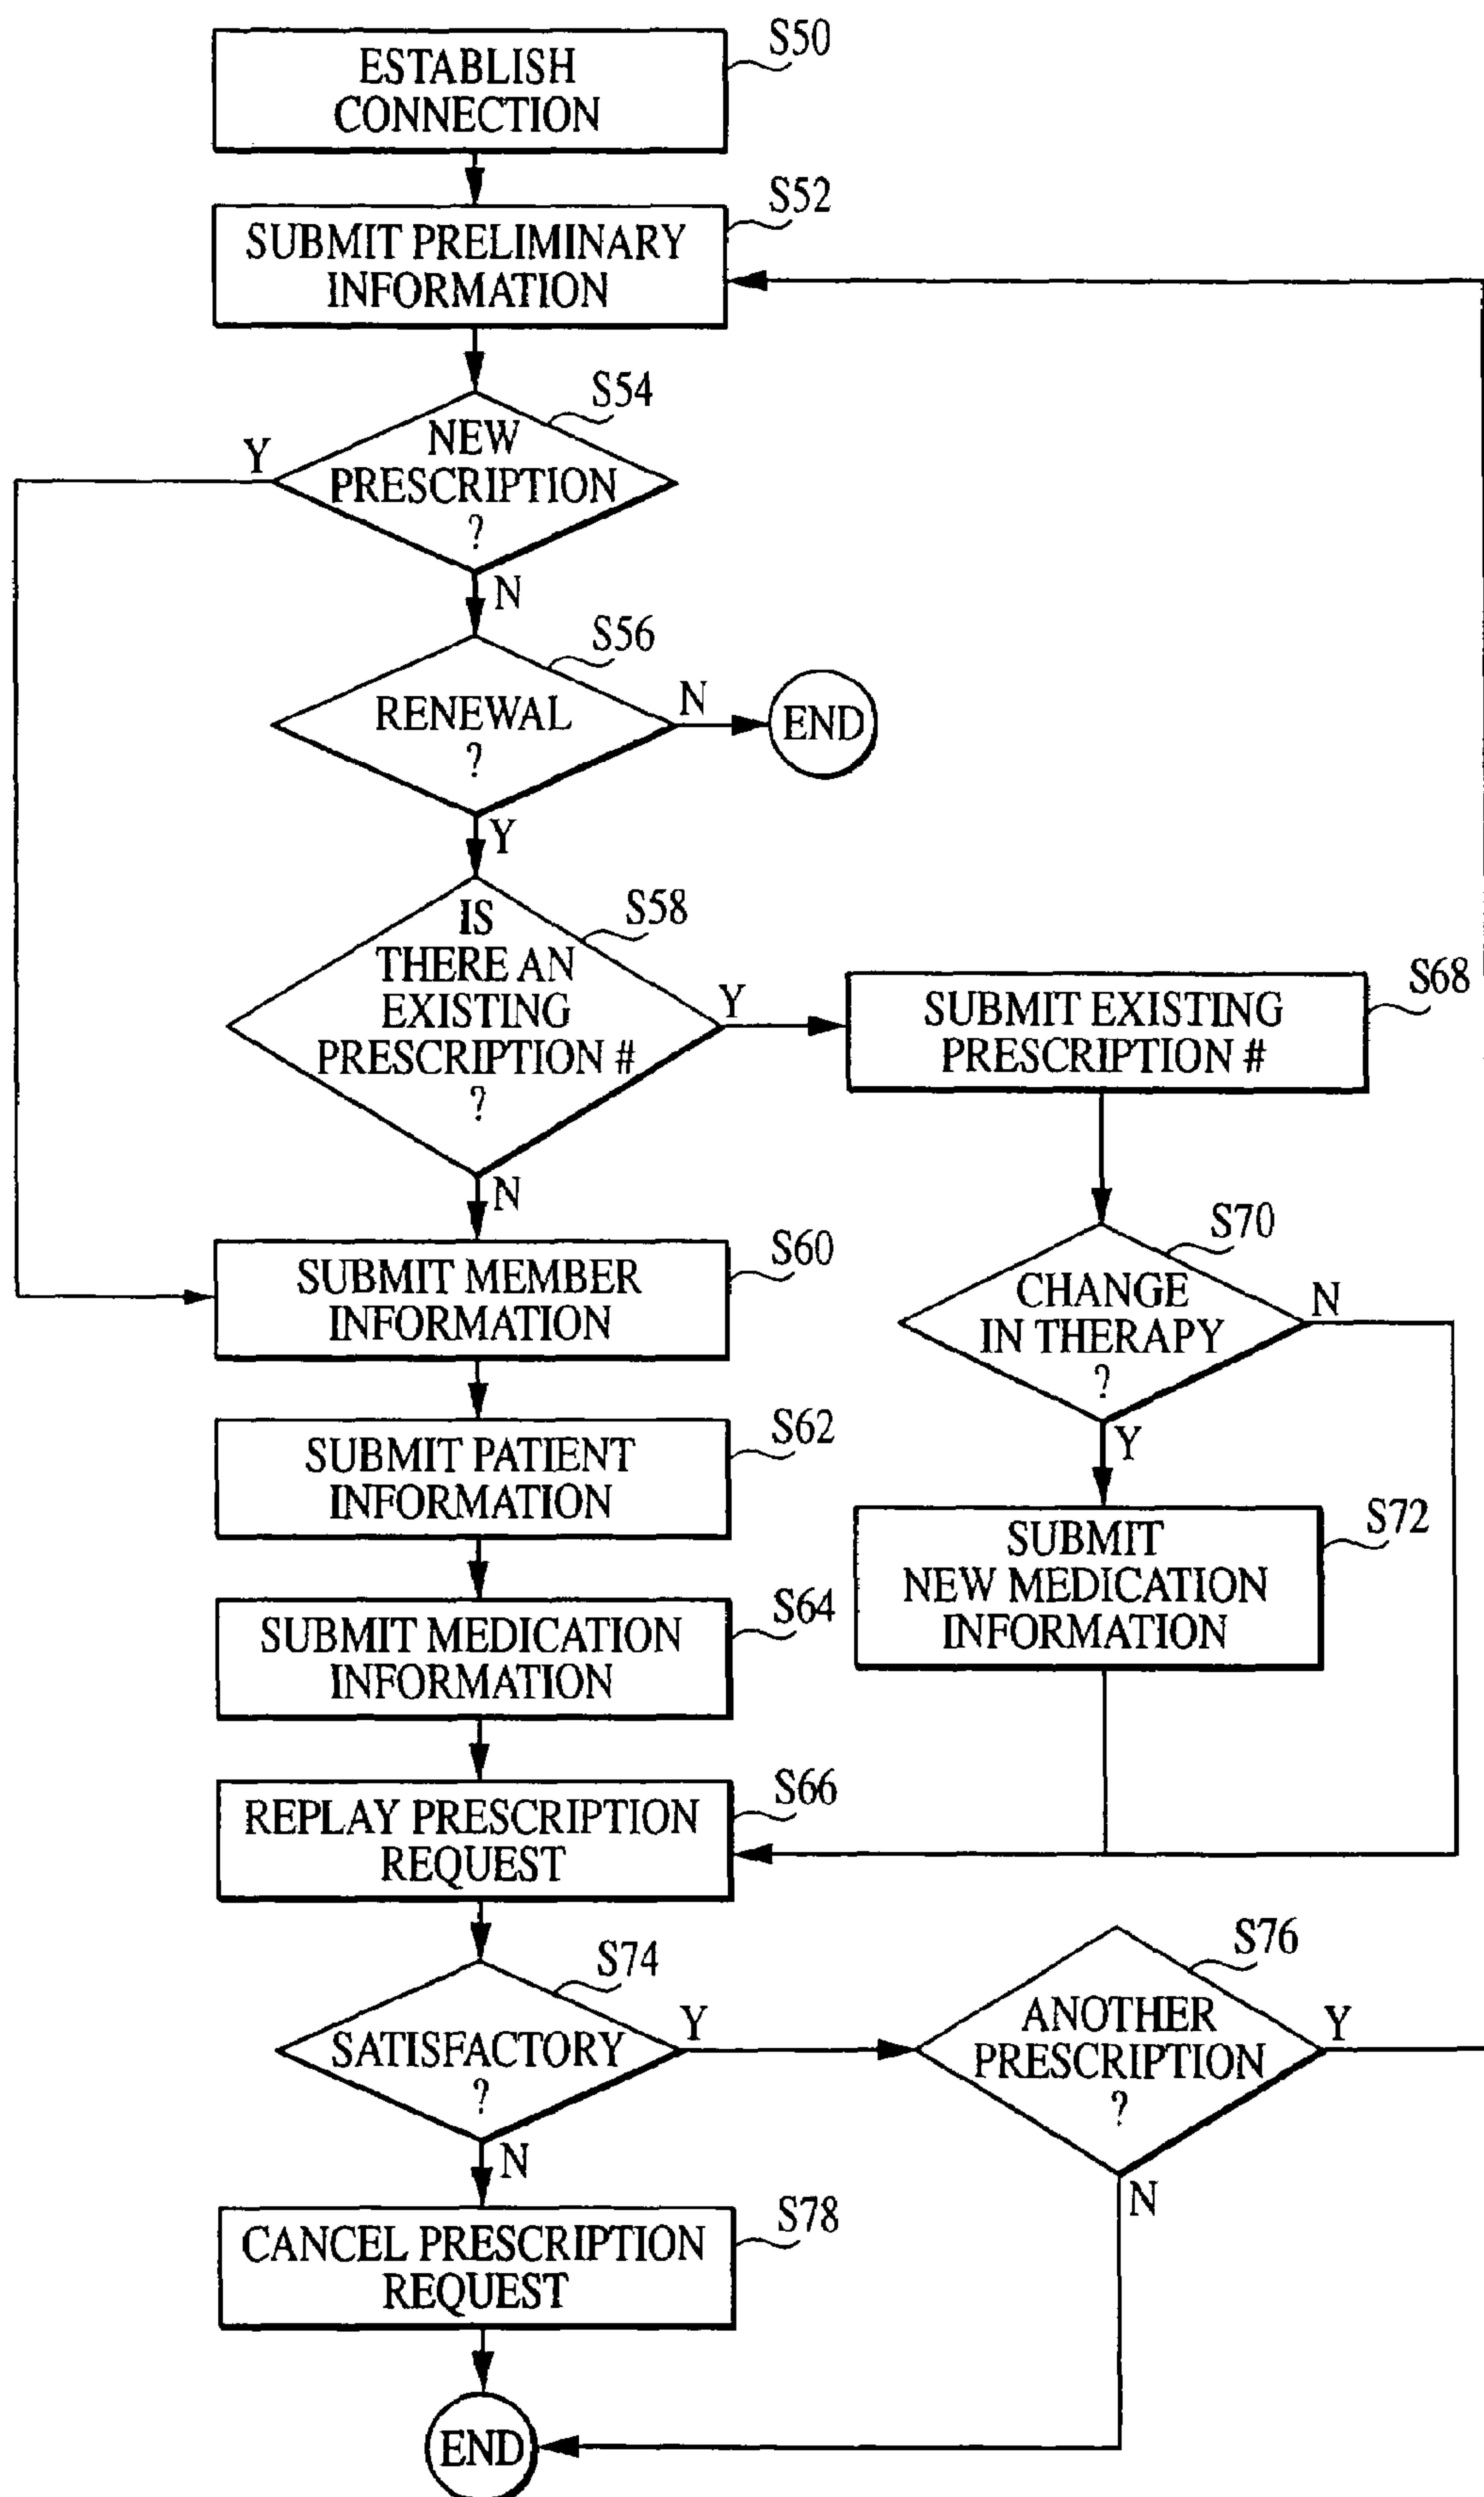 S50
ESTABLISH
CONNECTION
S52
SUBMIT PRELIMINARY
INFORMATION
S54
Y
NEW
PRESCRIPTION
?
N
S56
RENEWAL
?
N
END
Y
S58
IS
THERE AN
EXISTING
PRESCRIPTION #
?
Y
N
S68
SUBMIT EXISTING
PRESCRIPTION #
S60
SUBMIT MEMBER
INFORMATION
S70
CHANGE
IN THERAPY
?
N
Y
S62
SUBMIT PATIENT
INFORMATION
S72
SUBMIT
NEW MEDICATION
INFORMATION
S64
SUBMIT MEDICATION
INFORMATION
S66
REPLAY PRESCRIPTION
REQUEST
S74
SATISFACTORY
?
Y
N
S76
ANOTHER
PRESCRIPTION
?
Y
N
S78
CANCEL PRESCRIPTION
REQUEST
END